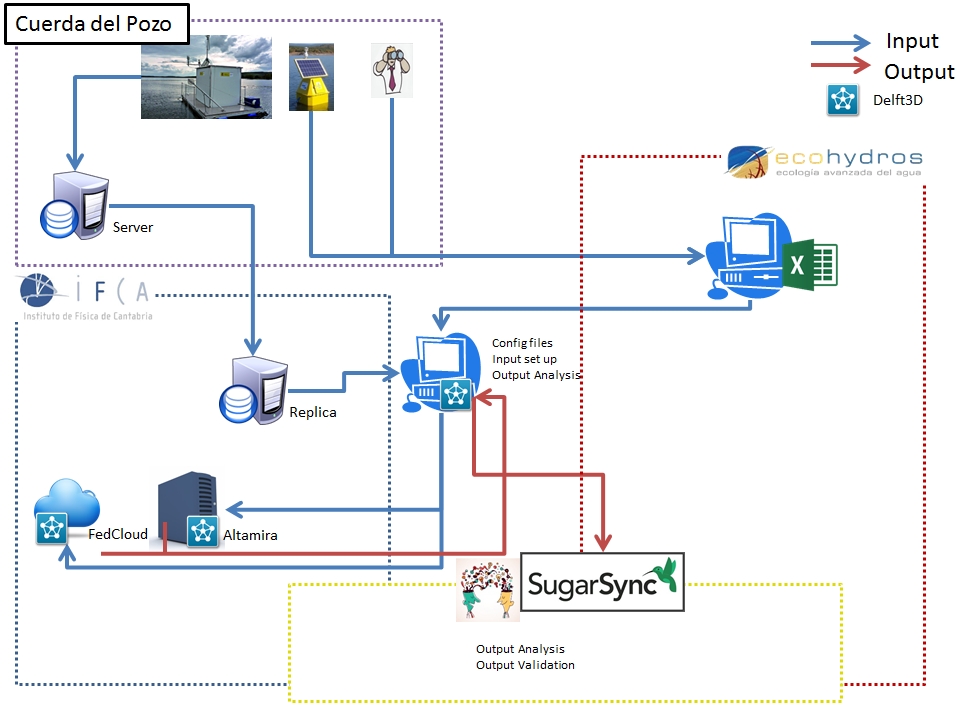 Cuerda del Pozo
Input
Output
Delft3D
ecohydros
ecología avanzada del agua
Server
X
iFCA
Instituto de Física de Cantabria
Config files
Input set up
Output Analysis
Replica
FedCloud
Altamira
SugarSync
Output Analysis
Output Validation